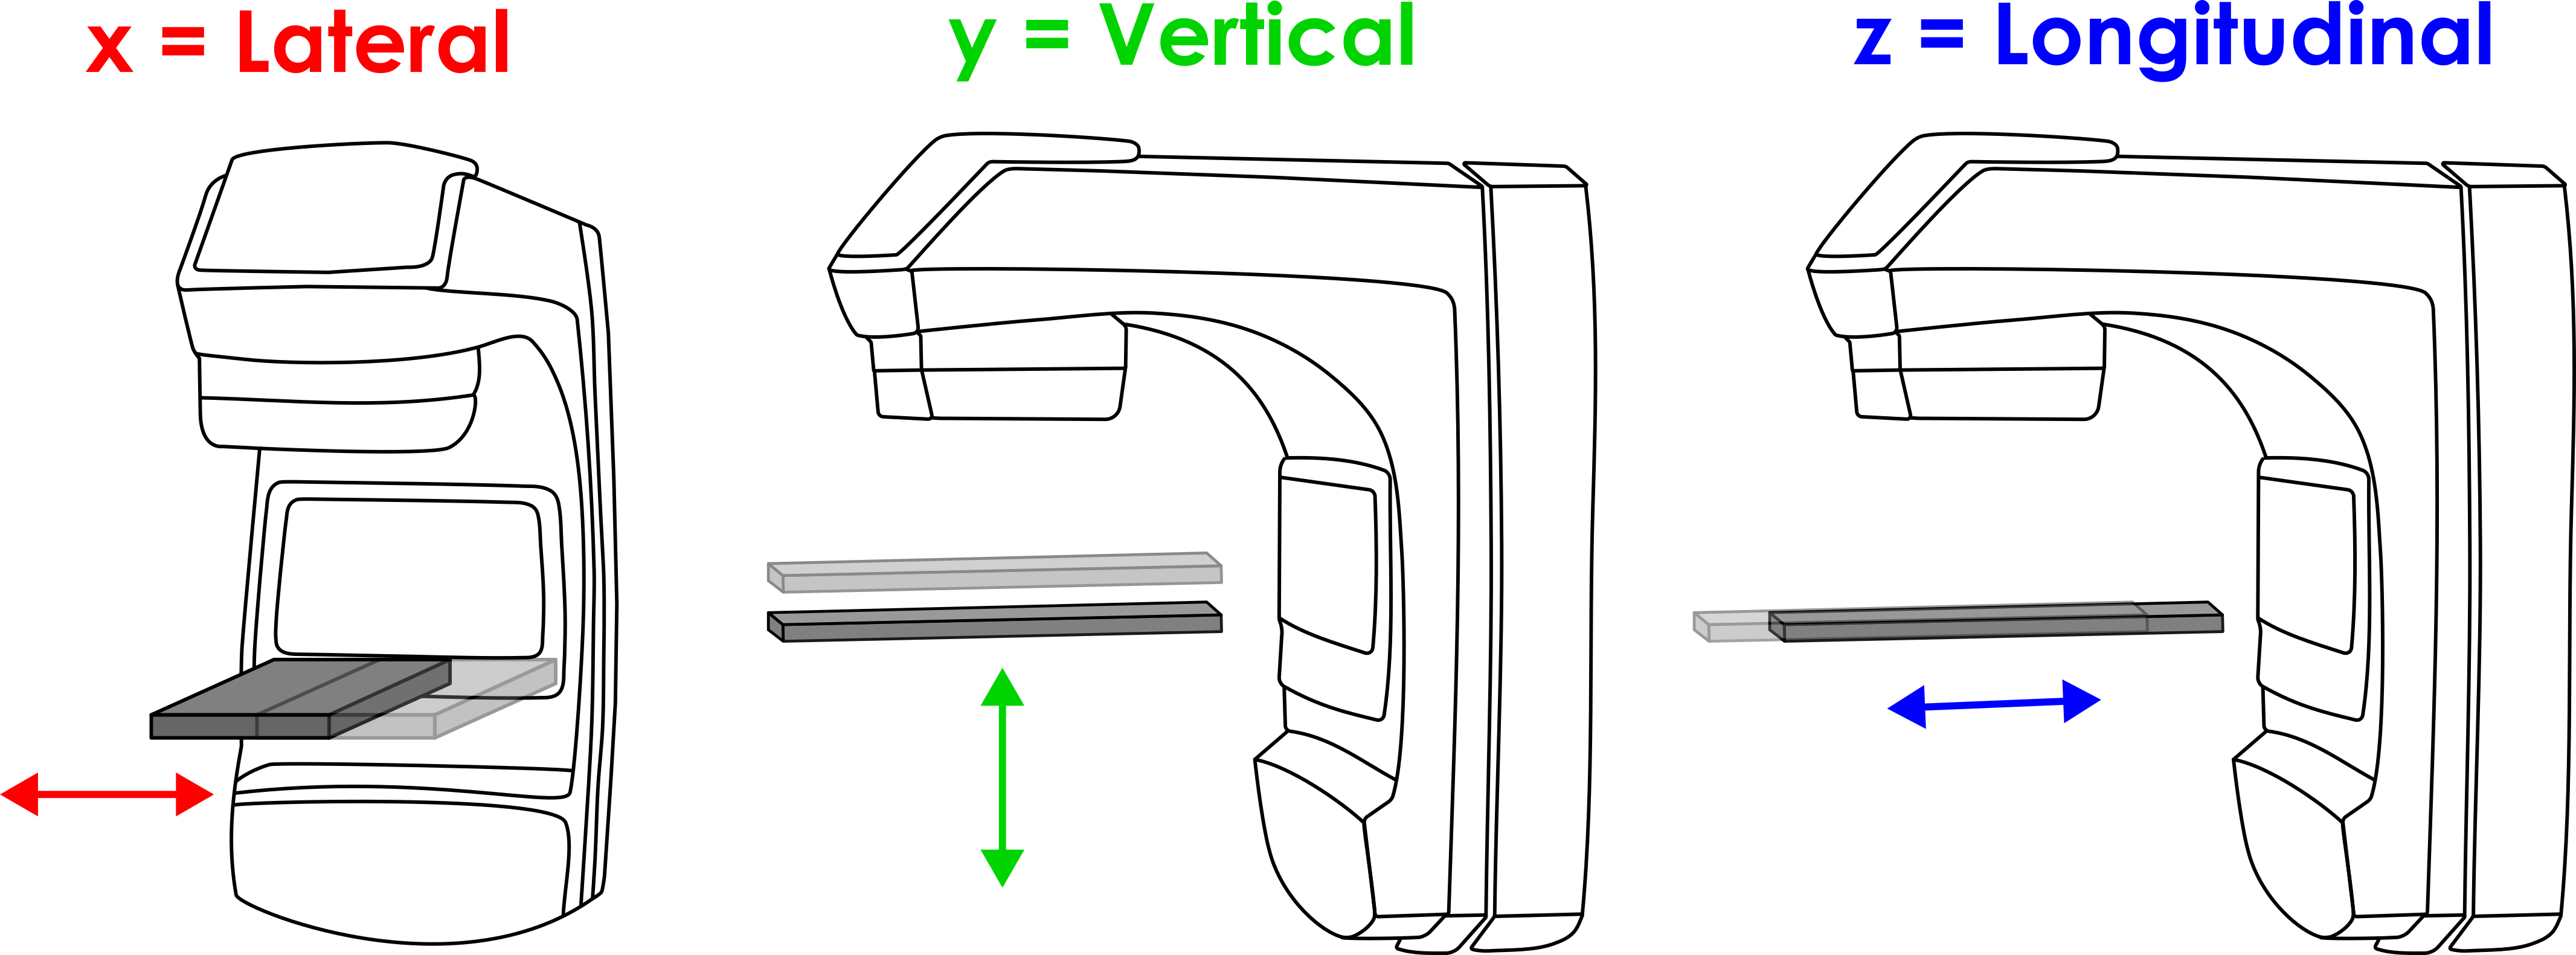 x = Lateral
y = Vertical
z = Longitudinal